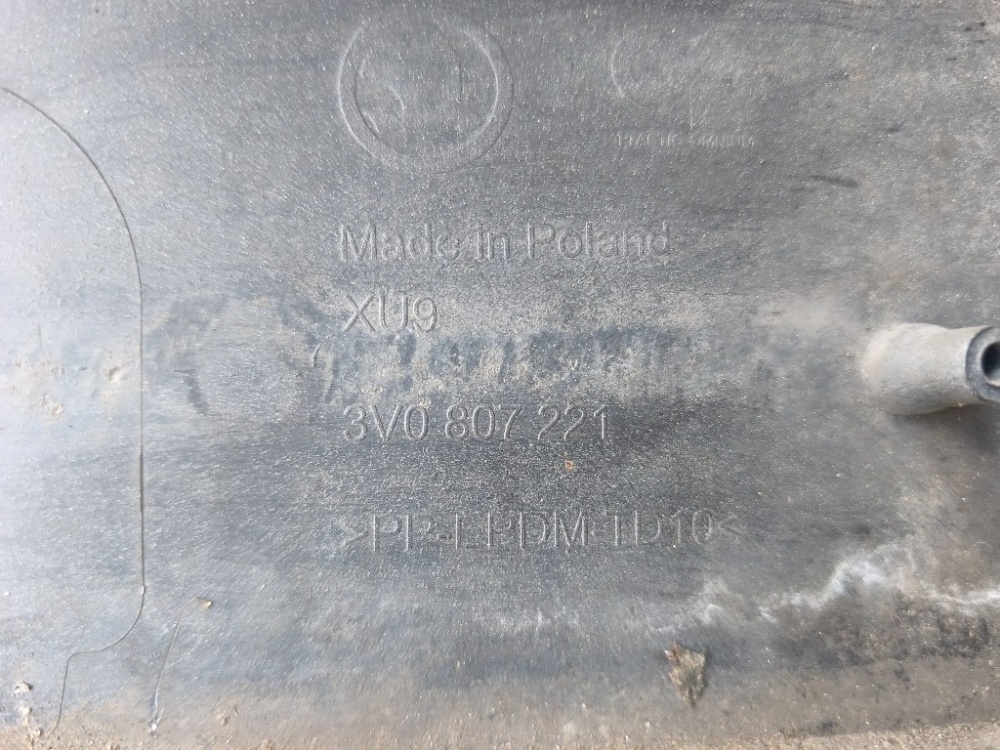 Made in Poland
XU9
3V0 807 221
>PP-EPDM-TD10<